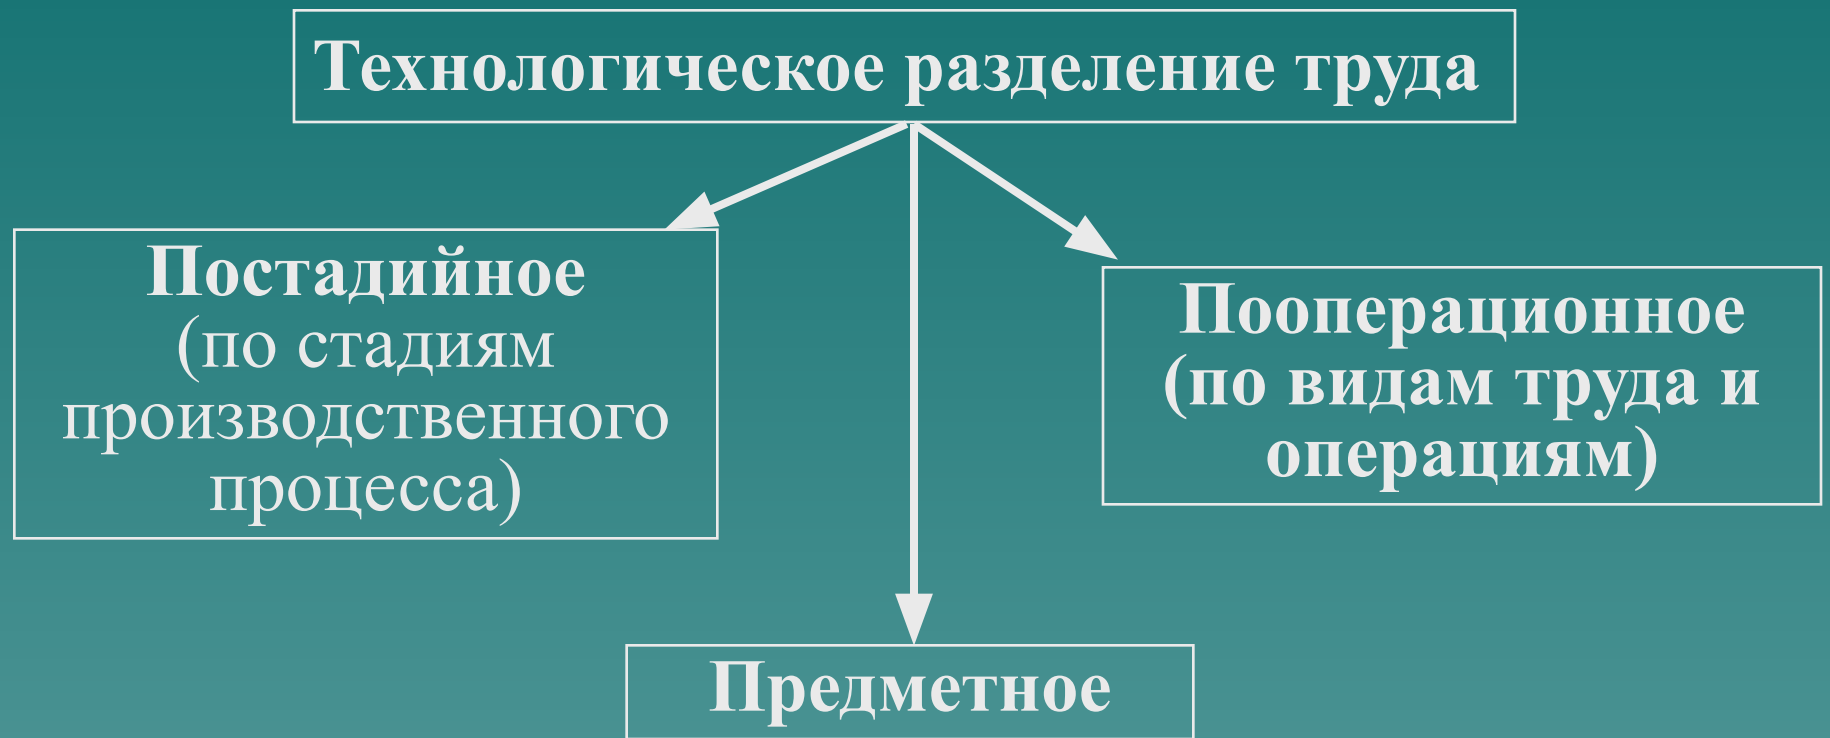 Технологическое разделение труда
Постадийное
(по стадиям
производственного
процесса)
Пооперационное
(по видам труда и
операциям)
Предметное